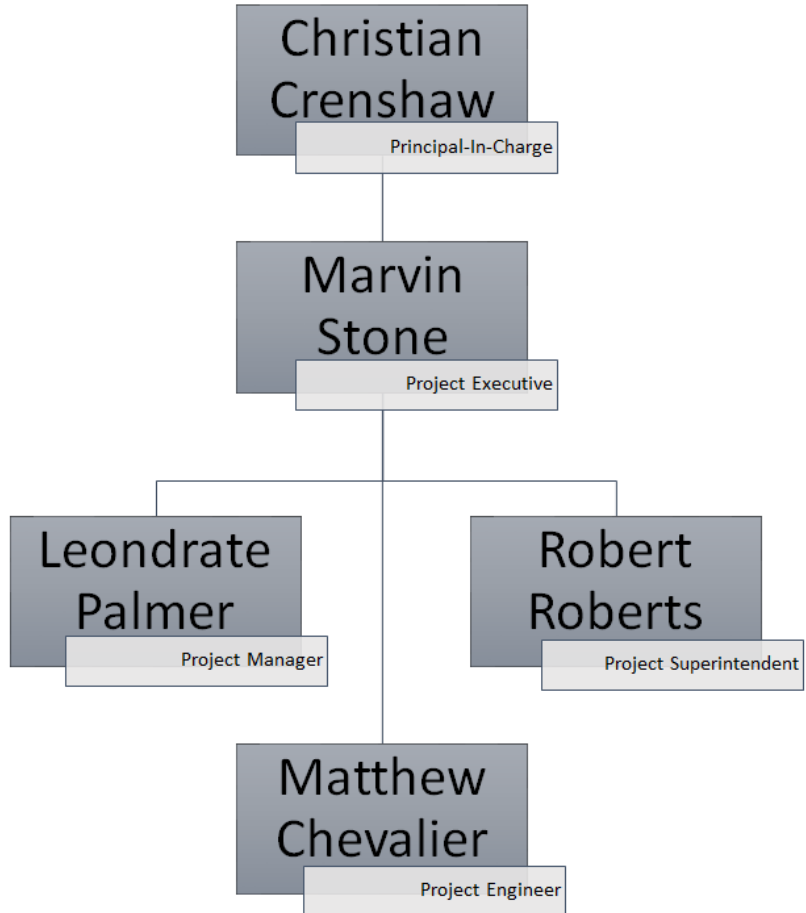 Christian
Crenshaw
Principal-In-Charge
Marvin
Stone
Project Executive
Leondrate
Palmer
Project Manager
Robert
Roberts
Project Superintendent
Matthew
Chevalier
Project Engineer